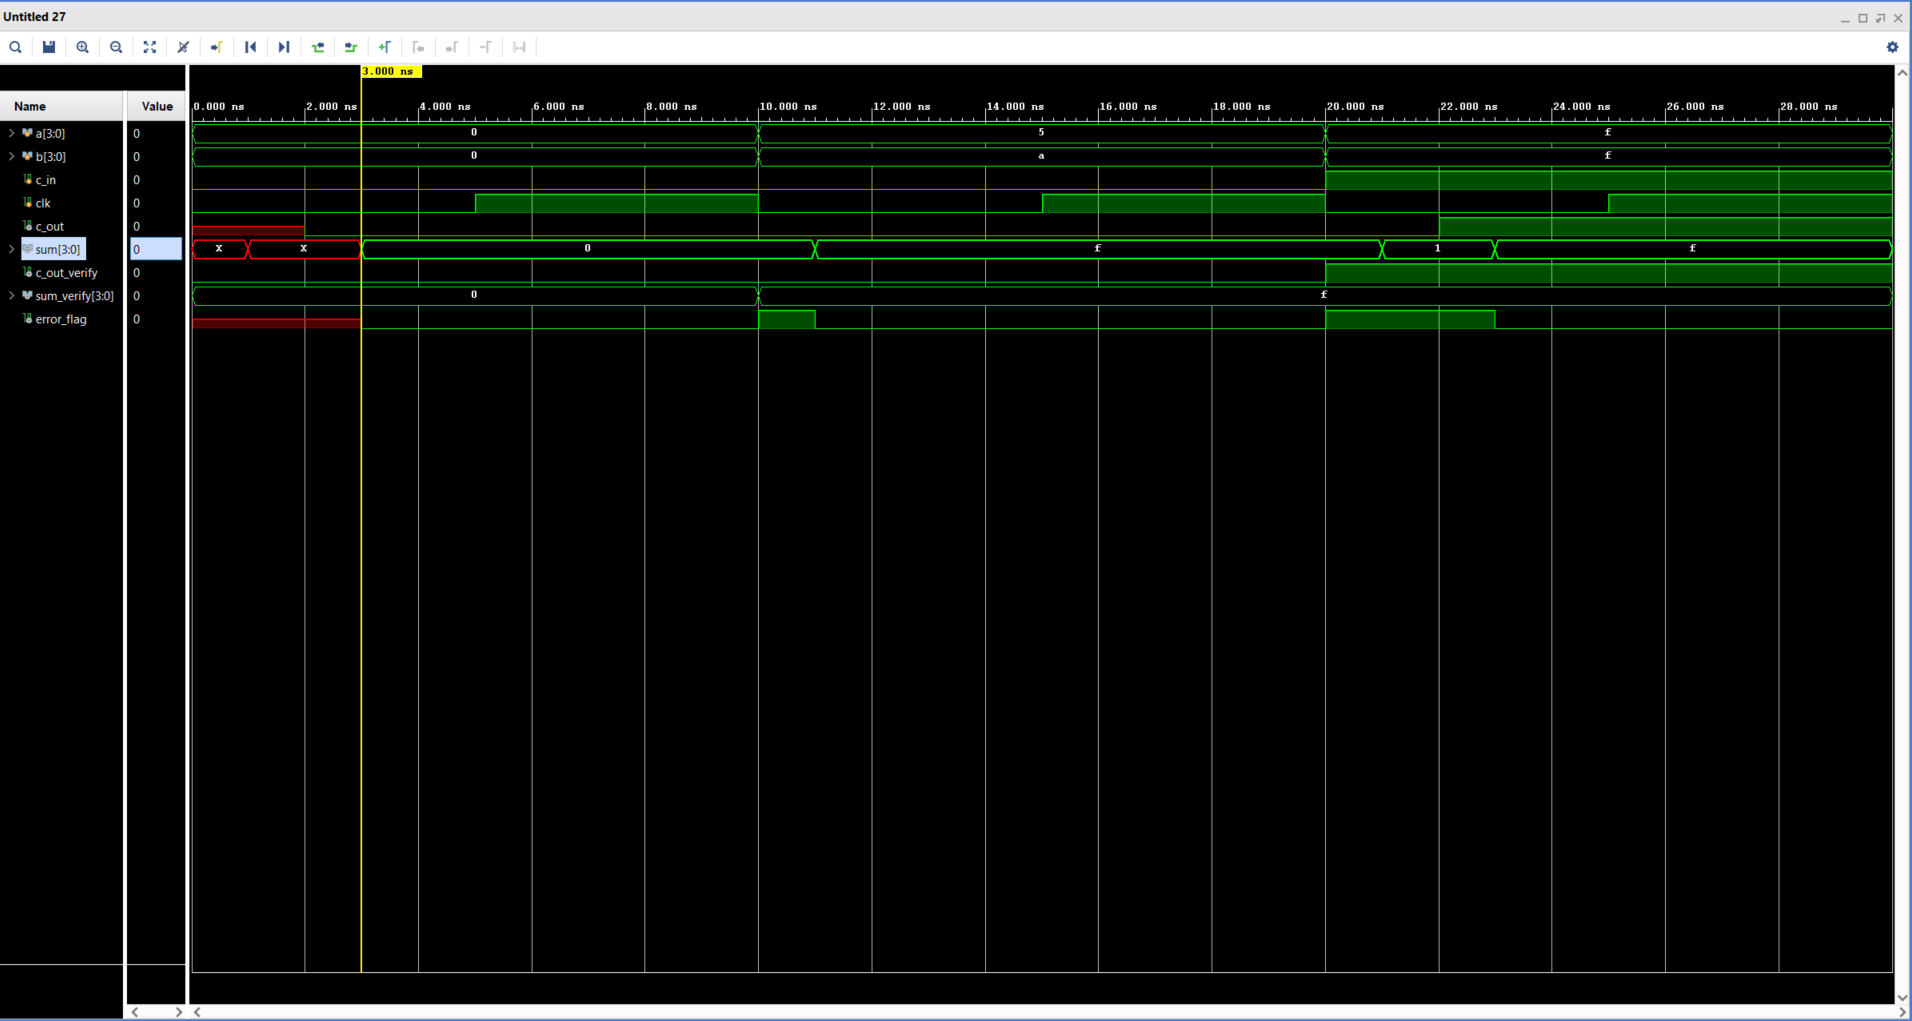 Untitled 27
3.000 ns
Name Value 0.000 ns 2.000 ns 4.000 ns 6.000 ns 8.000 ns 10.000 ns 12.000 ns 14.000 ns 16.000 ns 18.000 ns 20.000 ns 22.000 ns 24.000 ns 26.000 ns 28.000 ns
a[3:0] 0 0 5 f
b[3:0] 0 0 a f
c_in 0
clk 0
c_out 0
sum[3:0] 0 X X 0 f 1 f
c_out_verify 0
sum_verify[3:0] 0 0 f
error_flag 0